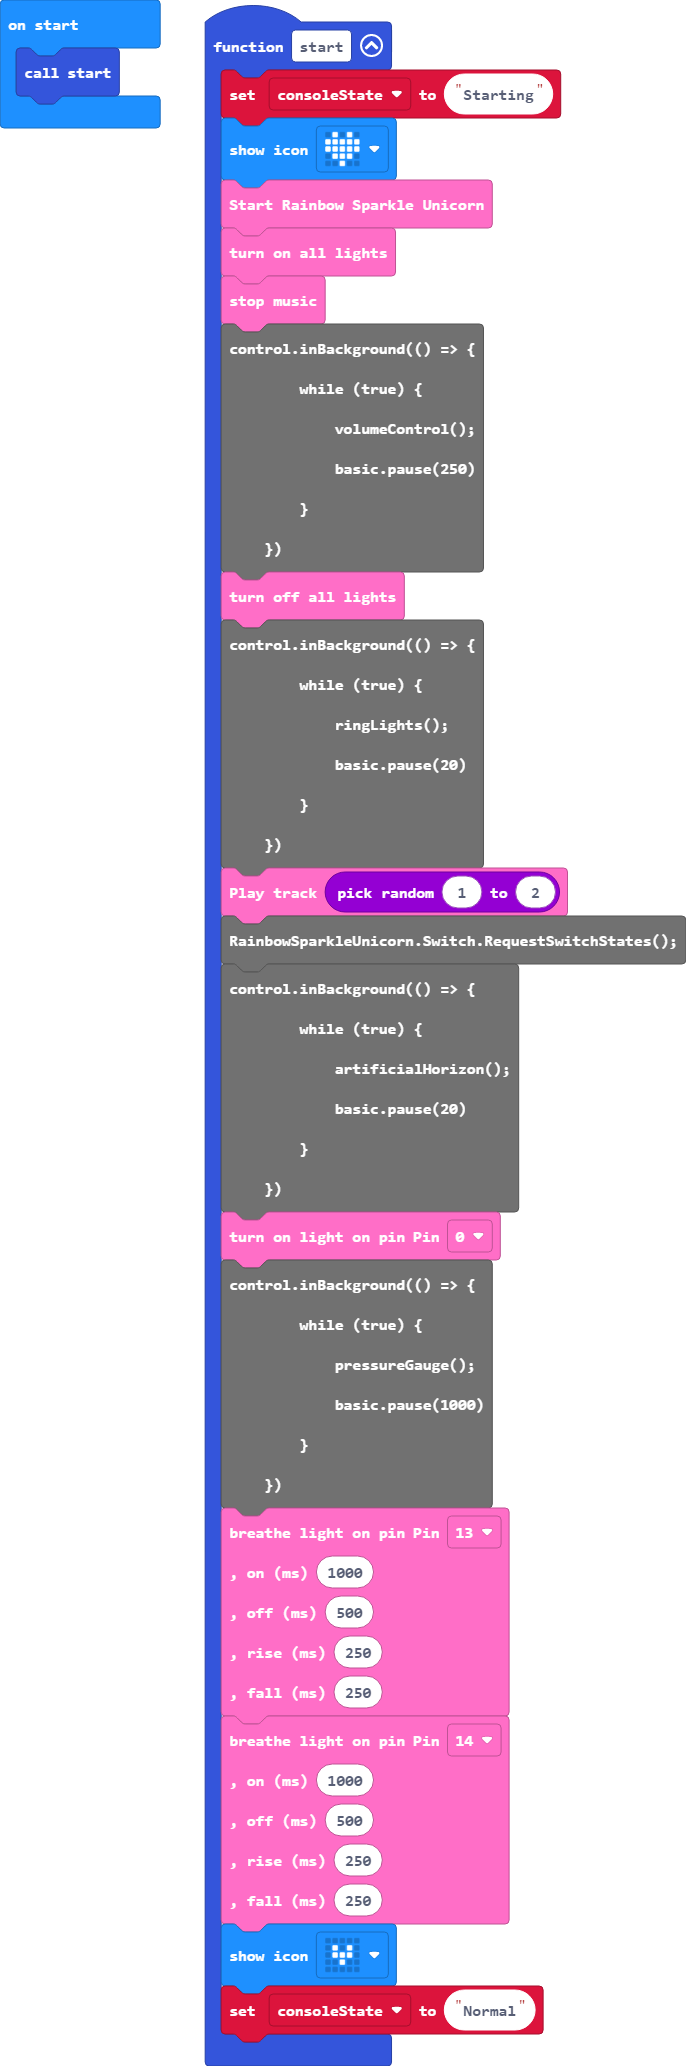 on start
call start
function start
set consoleState to "Starting"
show icon
Start Rainbow Sparkle Unicorn
turn on all lights
stop music
control.inBackground(() => {
while (true) {
volumeControl();
basic.pause(250)
}
})
turn off all lights
control.inBackground(() => {
while (true) {
ringLights();
basic.pause(20)
}
})
Play track pick random 1 to 2
RainbowSparkleUnicorn.Switch.RequestSwitchStates();
control.inBackground(() => {
while (true) {
artificialHorizon();
basic.pause(20)
}
})
turn on light on pin Pin 0
control.inBackground(() => {
while (true) {
pressureGauge();
basic.pause(1000)
}
})
breathe light on pin Pin 13
, on (ms) 1000
, off (ms) 500
, rise (ms) 250
, fall (ms) 250
breathe light on pin Pin 14
, on (ms) 1000
, off (ms) 500
, rise (ms) 250
, fall (ms) 250
show icon
set consoleState to "Normal"